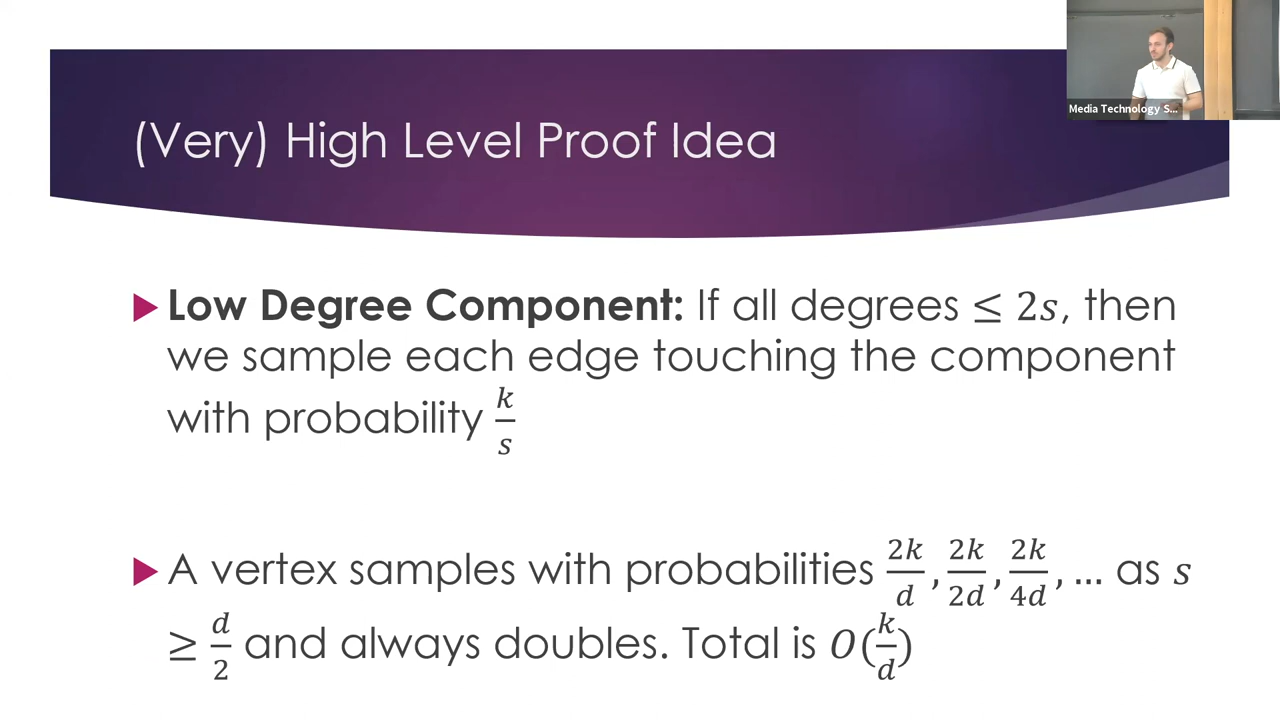 Media Technology S...
(Very) High Level Proof Idea
Low Degree Component: If all degrees ≤ 2𝑠, then
we sample each edge touching the component
with probability 𝑘/𝑠
A vertex samples with probabilities 2𝑘/𝑑, 2𝑘/2𝑑, 2𝑘/4𝑑, … as 𝑠
≥ 𝑑/2 and always doubles. Total is 𝑂(𝑘/𝑑)